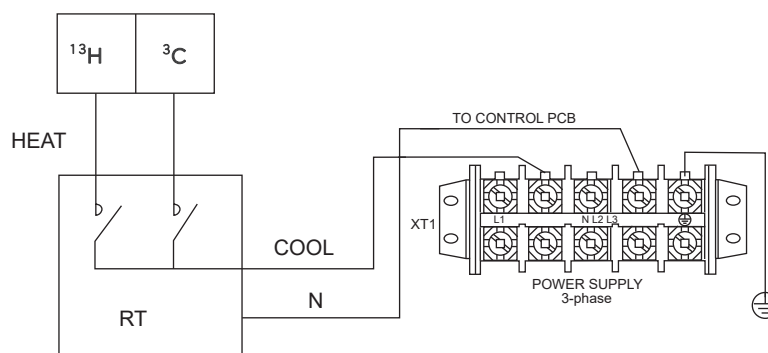 ¹³H ³C
HEAT
TO CONTROL PCB
XT1
L1 N L2 L3
COOL
POWER SUPPLY
3-phase
N
RT